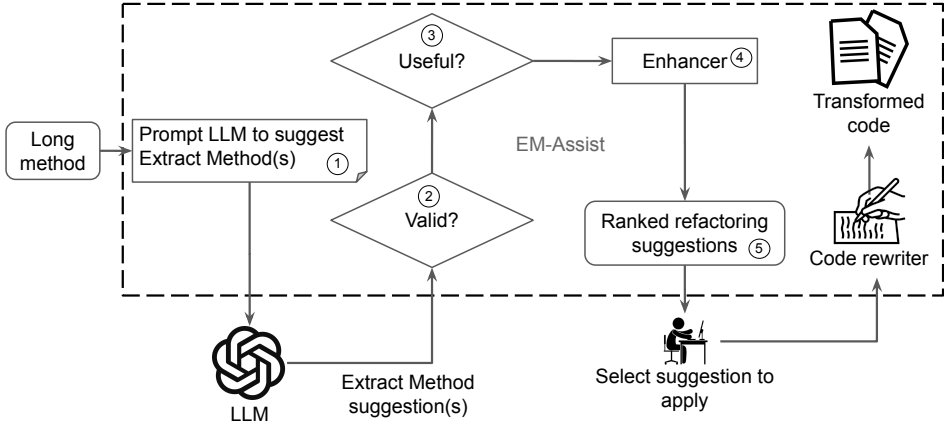 Long
method
Prompt LLM to suggest
Extract Method(s)
1
LLM
Extract Method
suggestion(s)
2
Valid?
3
Useful?
Enhancer 4
EM-Assist
Ranked refactoring
suggestions 5
Select suggestion to
apply
Code rewriter
Transformed
code